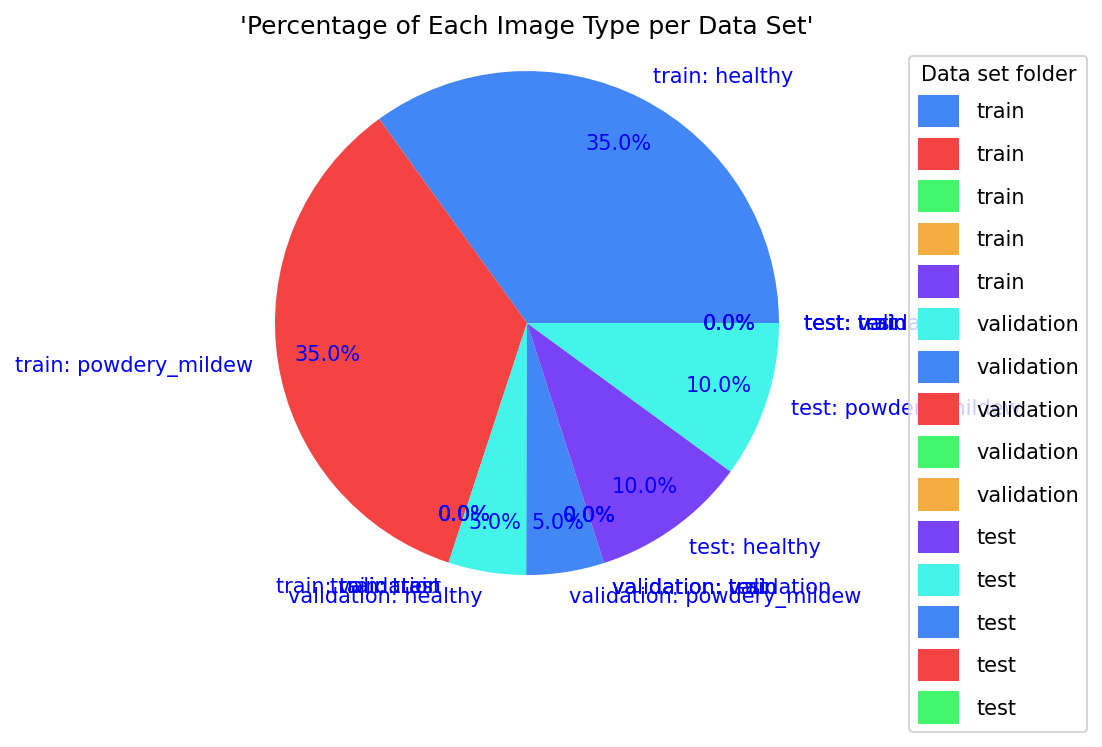 'Percentage of Each Image Type per Data Set'
train: healthy
35.0%
train: powdery_mildew
35.0%
0.0%
5.0%
5.0%
0.0%
10.0%
10.0%
0.0%
test: powdery_mildew
test: healthy
validation: healthy
validation: powdery_mildew
Data set folder
train
train
train
train
train
validation
validation
validation
validation
validation
test
test
test
test
test